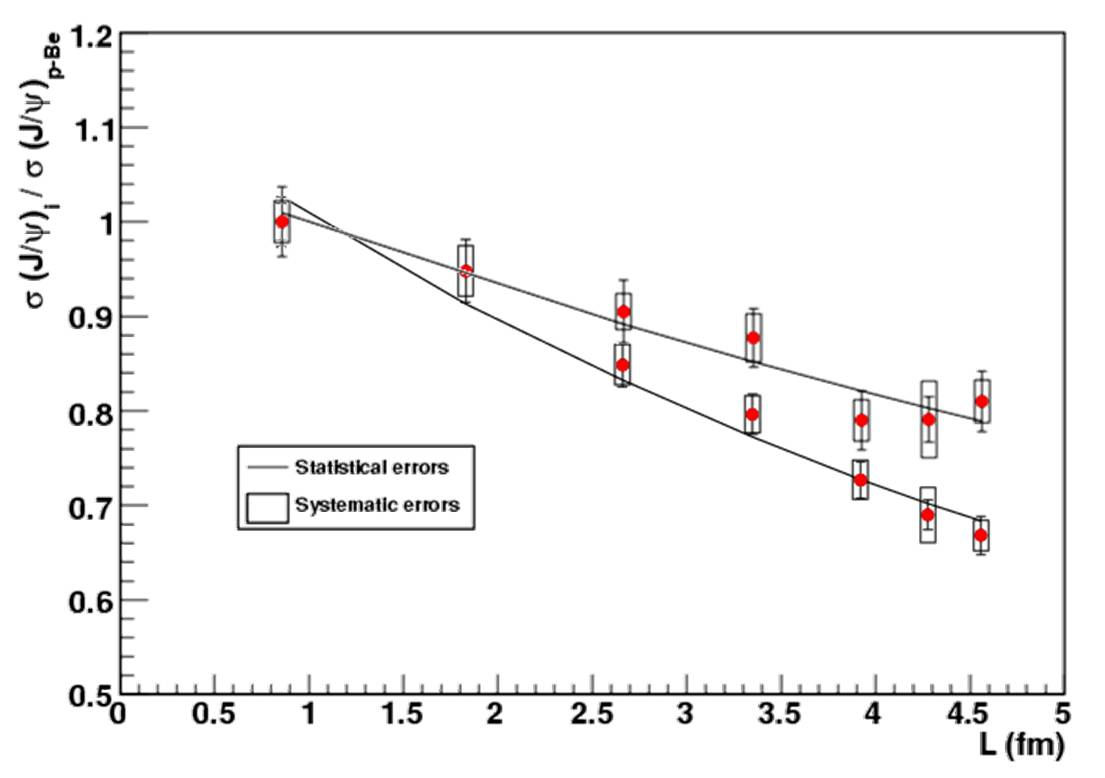 σ (J/ψ)i / σ (J/ψ)p-Be
1.2
1.1
1
0.9
0.8
0.7
0.6
0.5
Statistical errors
Systematic errors
0 0.5 1 1.5 2 2.5 3 3.5 4 4.5 5
L (fm)